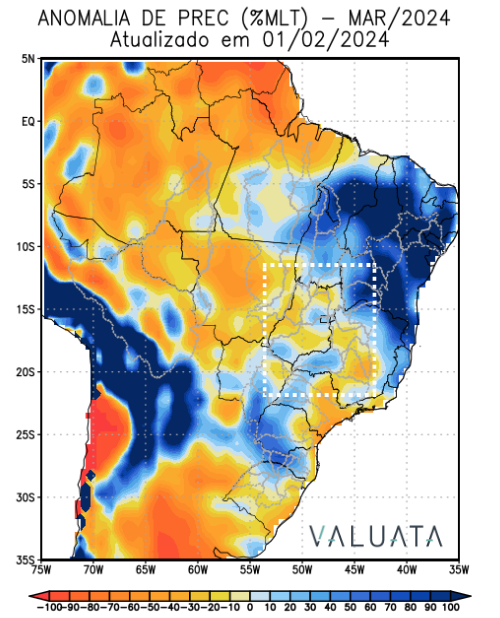 ANOMALIA DE PREC (%MLT) – MAR/2024
Atualizado em 01/02/2024
5N
EQ
5S
10S
15S
20S
25S
30S
35S
VALUATA
75W 70W 65W 60W 55W 50W 45W 40W 35W
-100 -90 -80 -70 -60 -50 -40 -30 -20 -10 0 10 20 30 40 50 60 70 80 90 100